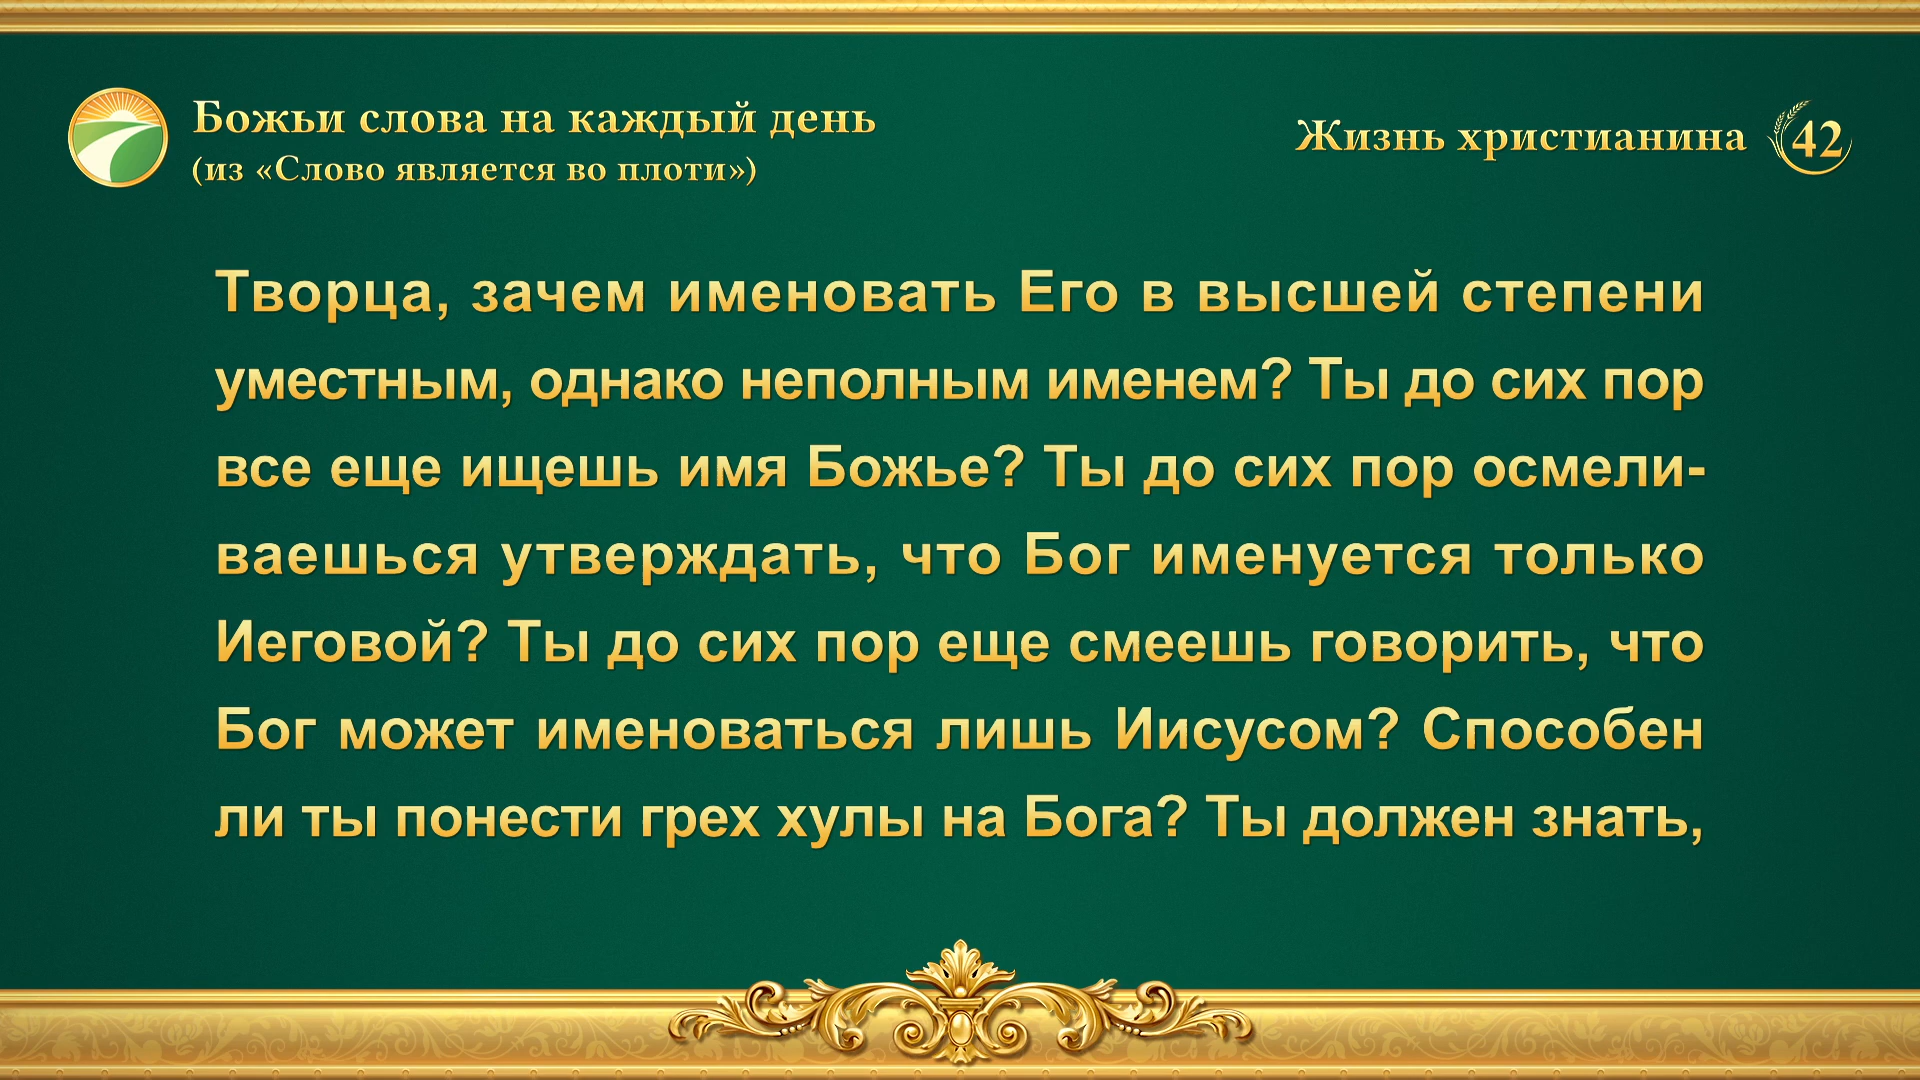 Божьи слова на каждый день
(из «Слово является во плоти»)
Жизнь христианина 42
Творца, зачем именовать Его в высшей степени
уместным, однако неполным именем? Ты до сих пор
все еще ищешь имя Божье? Ты до сих пор осмели-
ваешься утверждать, что Бог именуется только
Иеговой? Ты до сих пор еще смеешь говорить, что
Бог может именоваться лишь Иисусом? Способен
ли ты понести грех хулы на Бога? Ты должен знать,